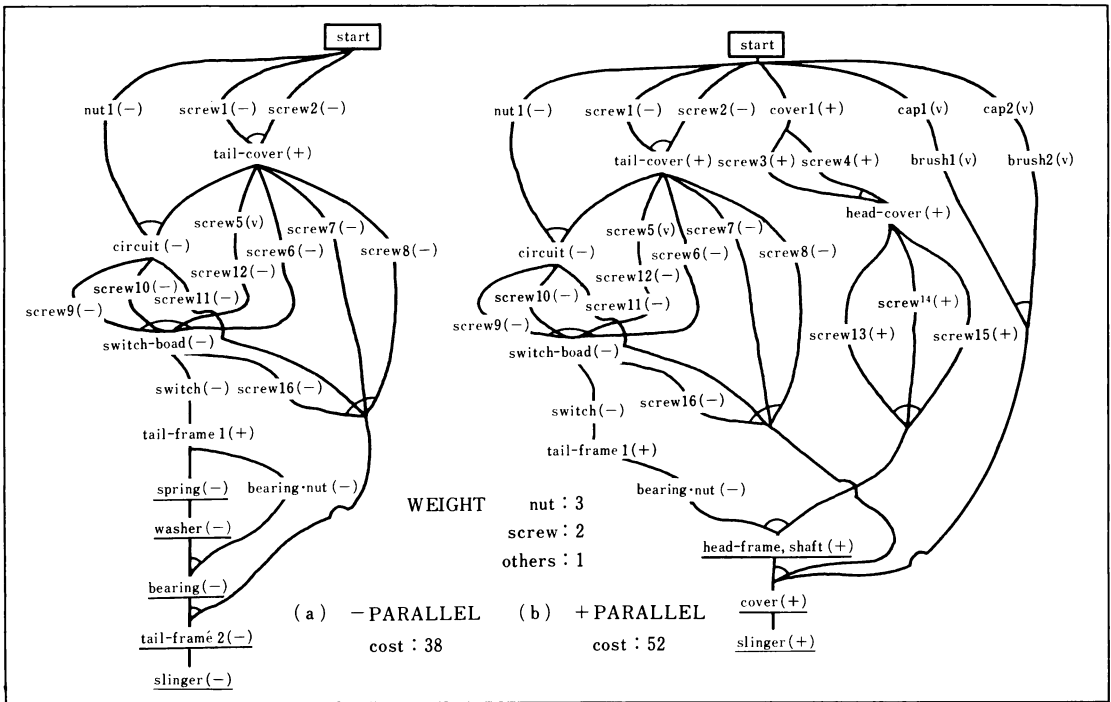 start
nut1(−)
screw1(−)
screw2(−)
tail-cover(+)
screw5(v)
screw7(−)
circuit(−)
screw6(−)
screw8(−)
screw12(−)
screw10(−)
screw11(−)
screw9(−)
switch-boad(−)
switch(−)
screw16(−)
tail-frame1(+)
spring(−)
bearing·nut(−)
washer(−)
bearing(−)
tail-frame2(−)
slinger(−)
(a) −PARALLEL
cost : 38
WEIGHT nut : 3
screw : 2
others : 1
start
nut1(−)
screw1(−)
screw2(−)
cover1(+)
cap1(v)
cap2(v)
tail-cover(+)
screw3(+)
screw4(+)
brush1(v)
brush2(v)
head-cover(+)
screw5(v)
screw7(−)
circuit(−)
screw6(−)
screw8(−)
screw12(−)
screw10(−)
screw11(−)
screw14(+)
screw9(−)
screw13(+)
screw15(+)
switch-boad(−)
switch(−)
screw16(−)
tail-frame1(+)
bearing·nut(−)
head-frame, shaft(+)
cover(+)
slinger(+)
(b) +PARALLEL
cost : 52